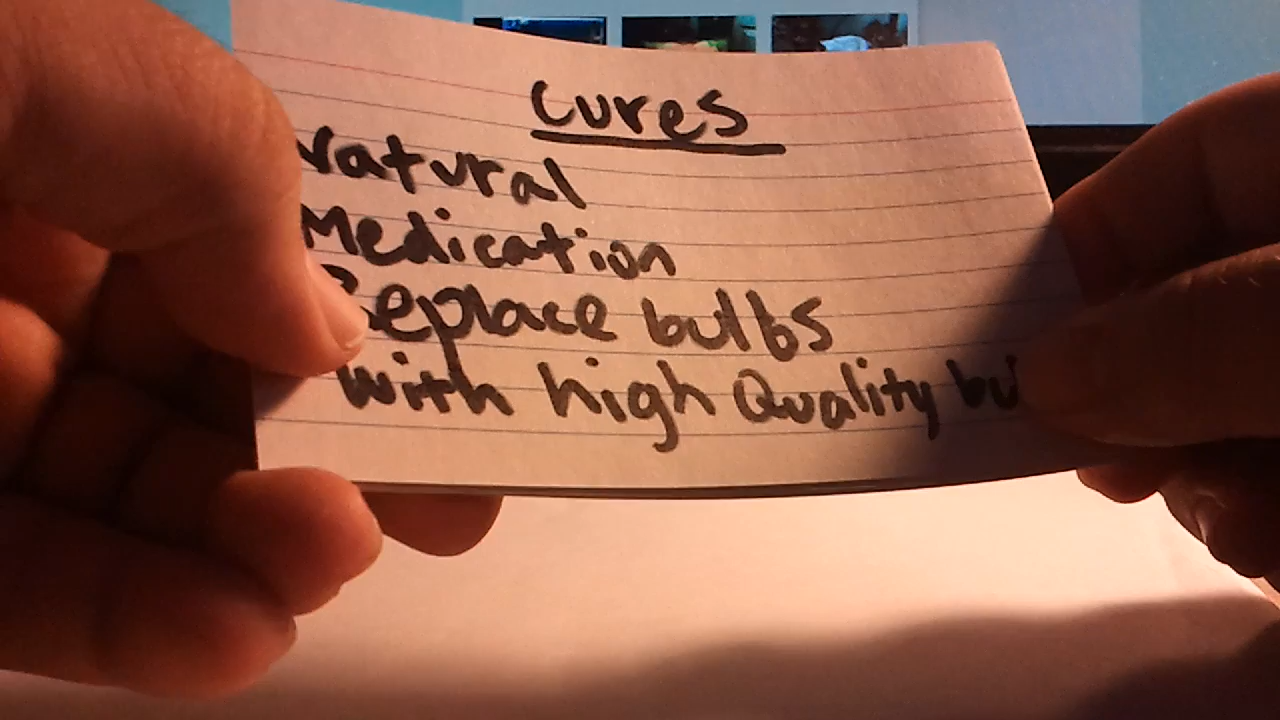 Cures
Natural
Medication
Replace bulbs
with high Quality